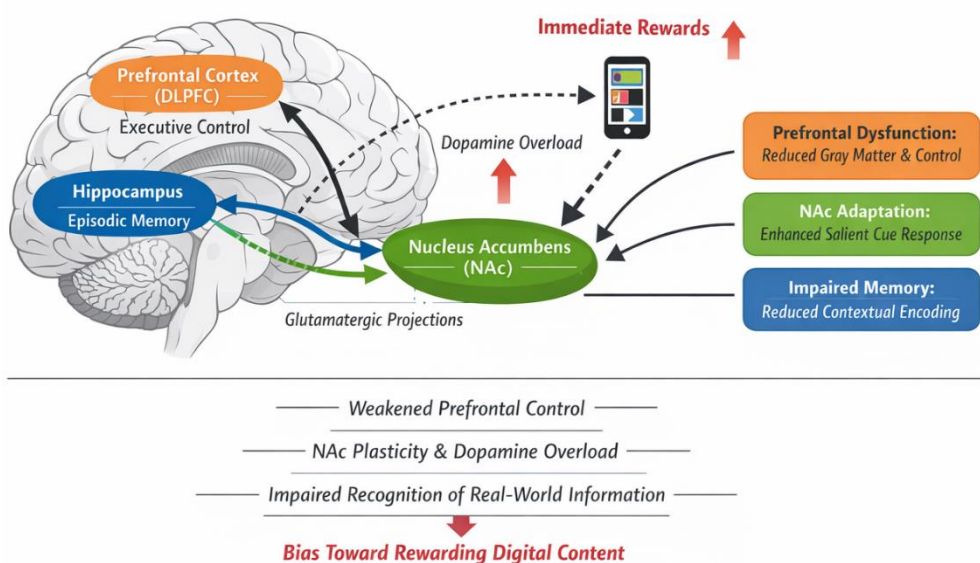 Immediate Rewards
Prefrontal Cortex
(DLPFC)
Executive Control
Dopamine Overload
Hippocampus
Episodic Memory
Nucleus Accumbens
(NAc)
Glutamatergic Projections
Prefrontal Dysfunction:
Reduced Gray Matter & Control
NAc Adaptation:
Enhanced Salient Cue Response
Impaired Memory:
Reduced Contextual Encoding
Weakened Prefrontal Control
NAc Plasticity & Dopamine Overload
Impaired Recognition of Real-World Information
Bias Toward Rewarding Digital Content